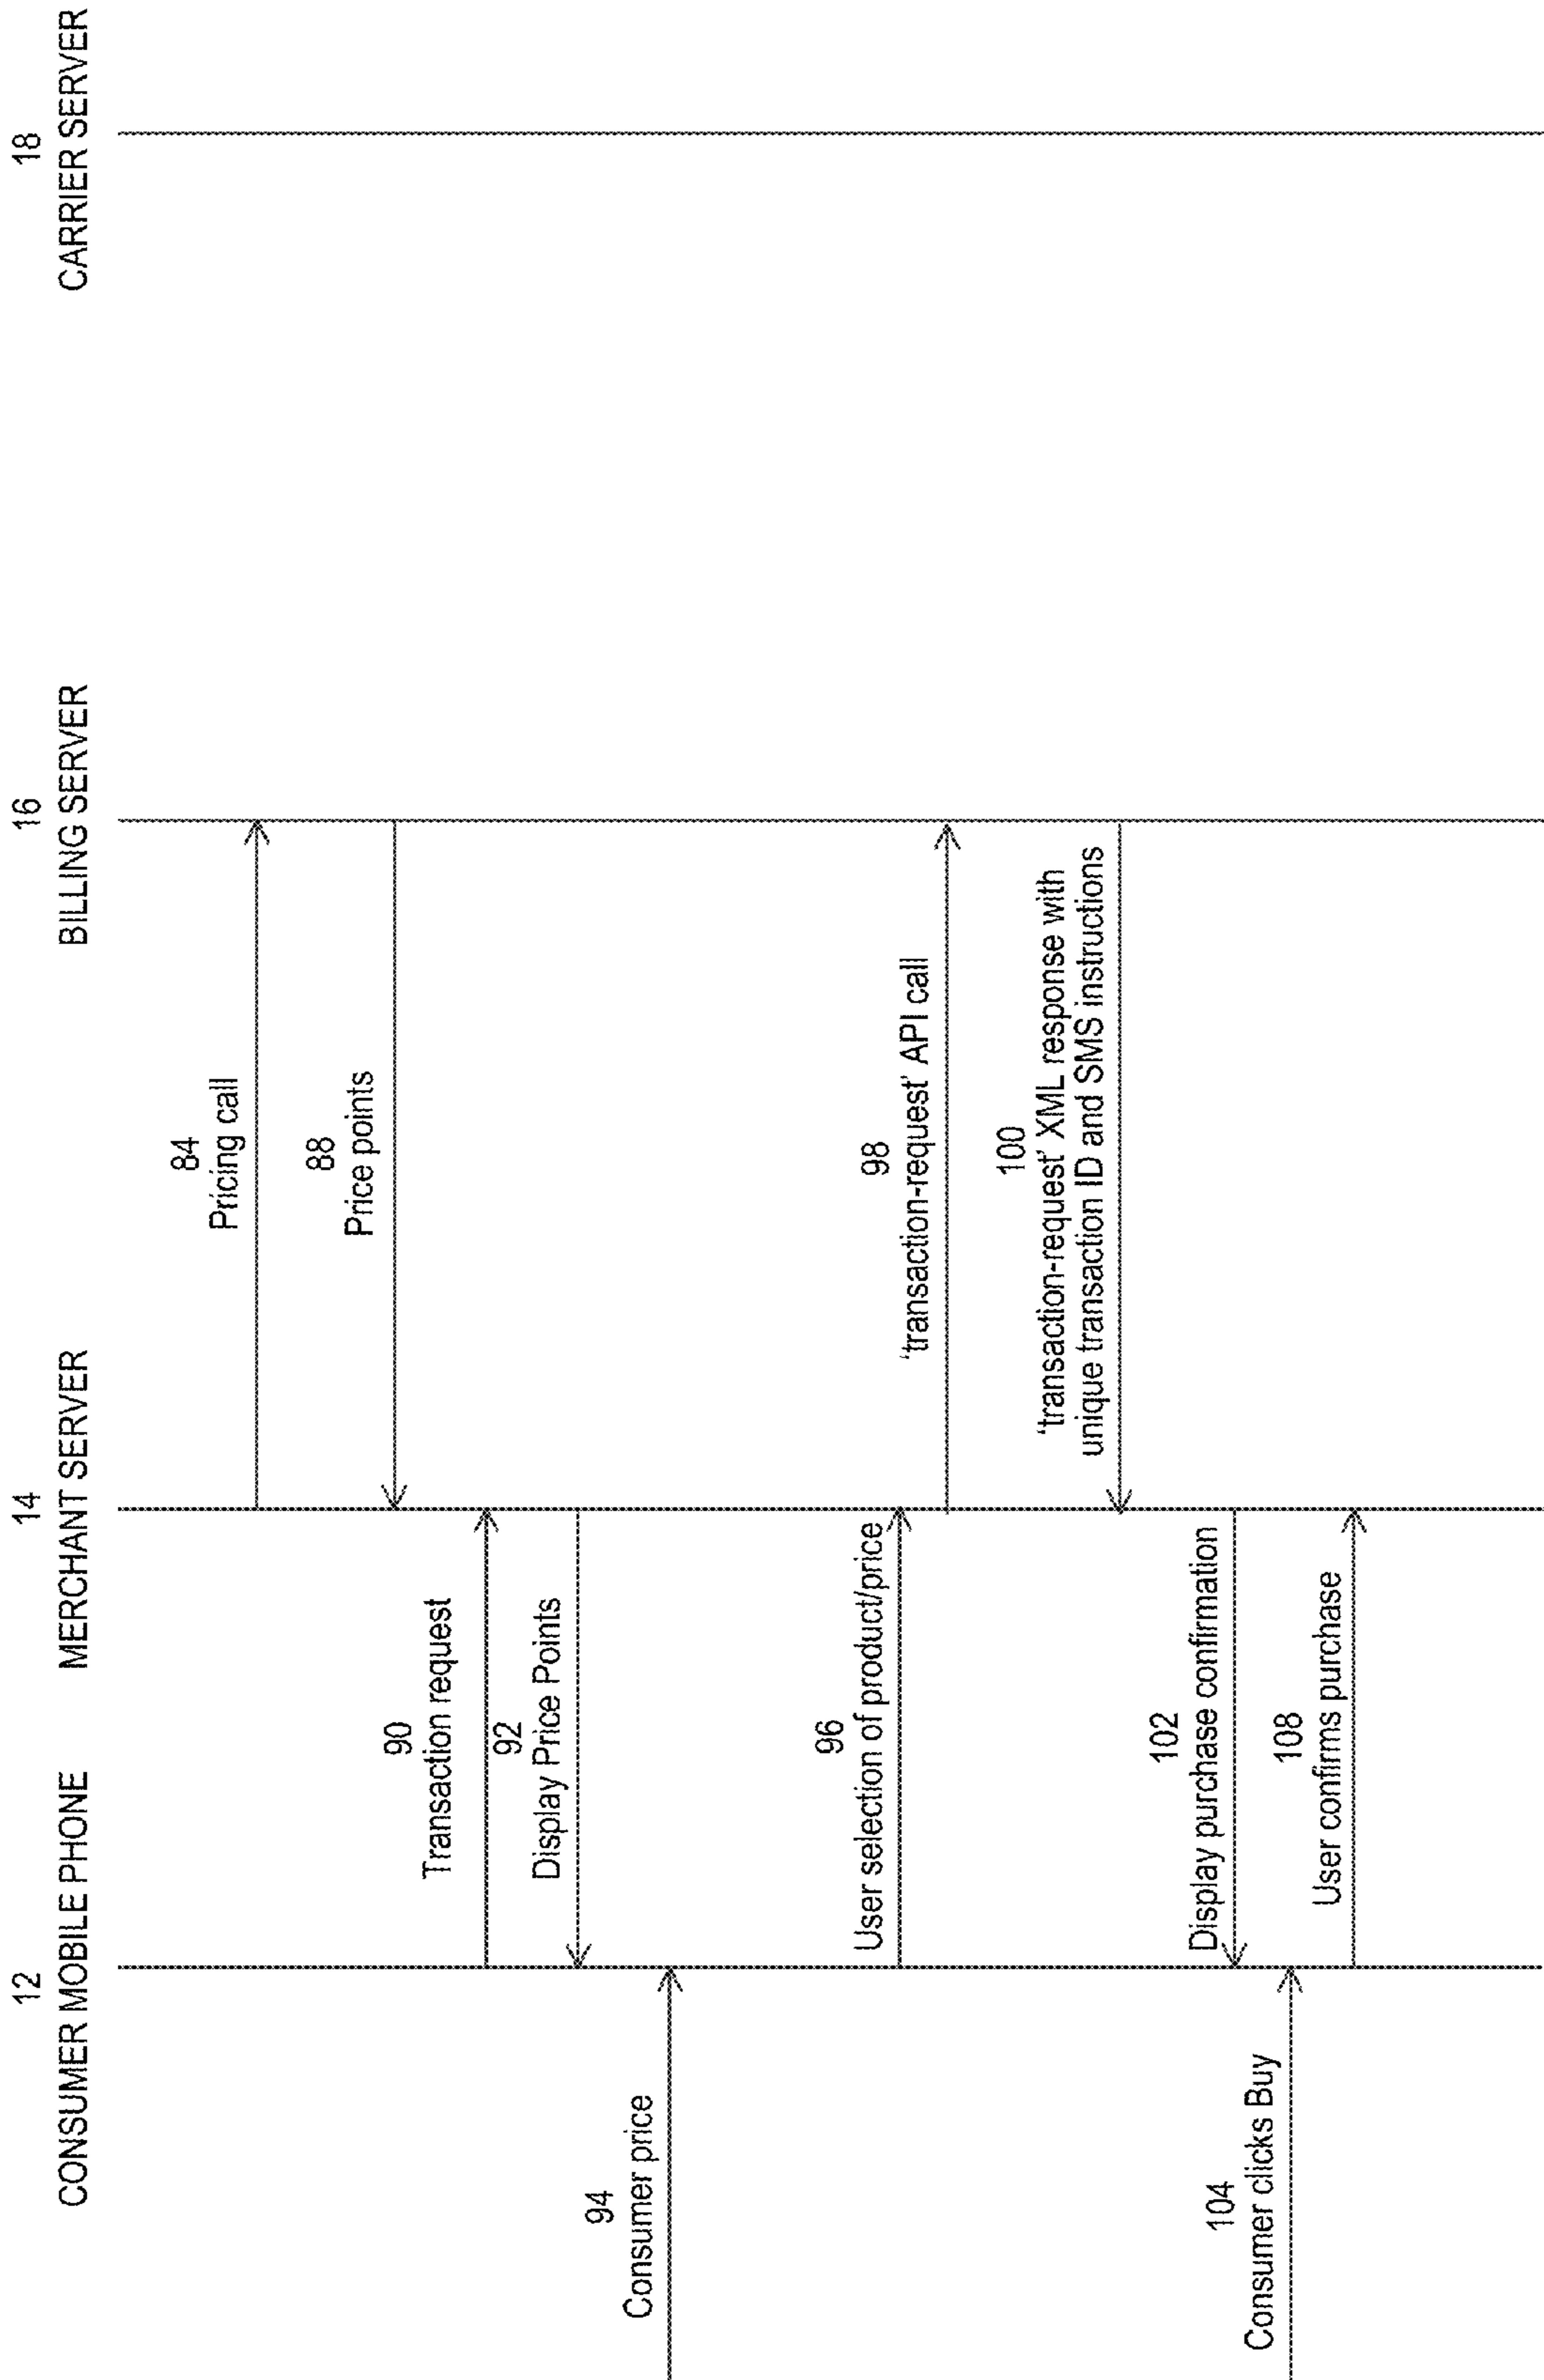 12
CONSUMER MOBILE PHONE
14
MERCHANT SERVER
16
BILLING SERVER
18
CARRIER SERVER
84
Pricing call
88
Price points
90
Transaction request
92
Display Price Points
94
Consumer price
96
User selection of product/price
98
‘transaction-request’ API call
100
‘transaction-request’ XML response with
unique transaction ID and SMS instructions
102
Display purchase confirmation
104
Consumer clicks Buy
108
User confirms purchase